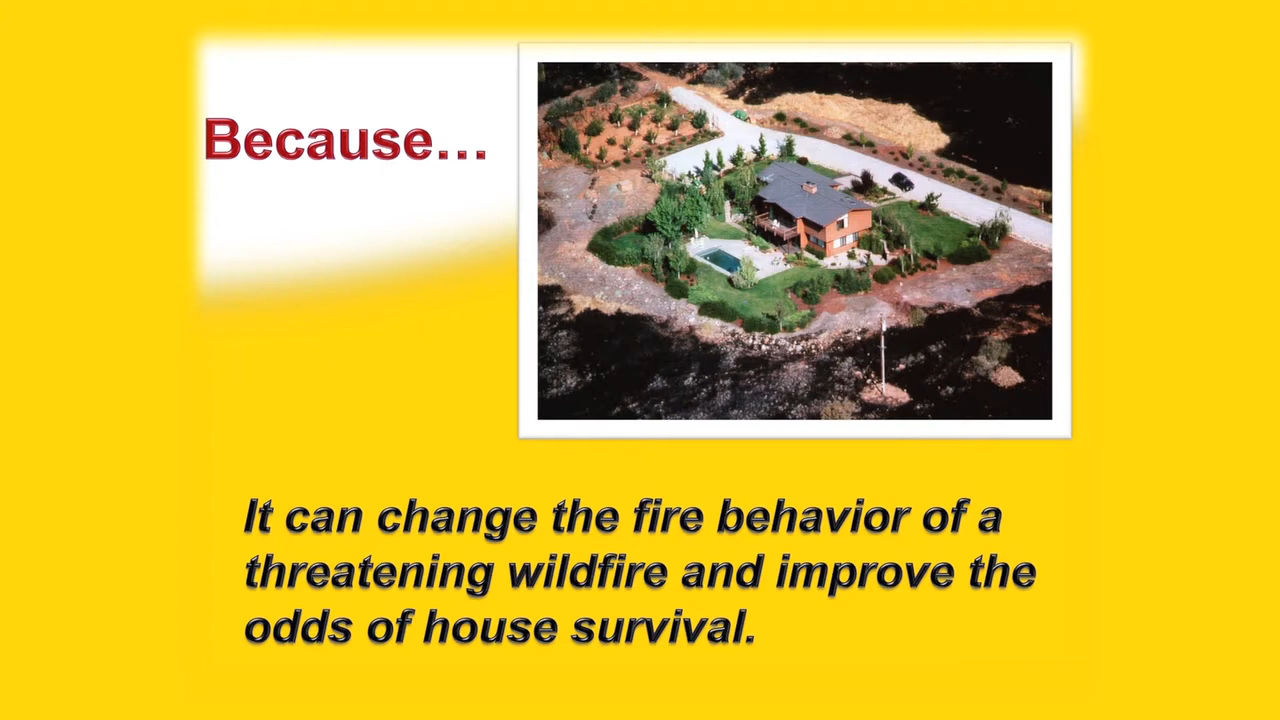 Because…
It can change the fire behavior of a
threatening wildfire and improve the
odds of house survival.